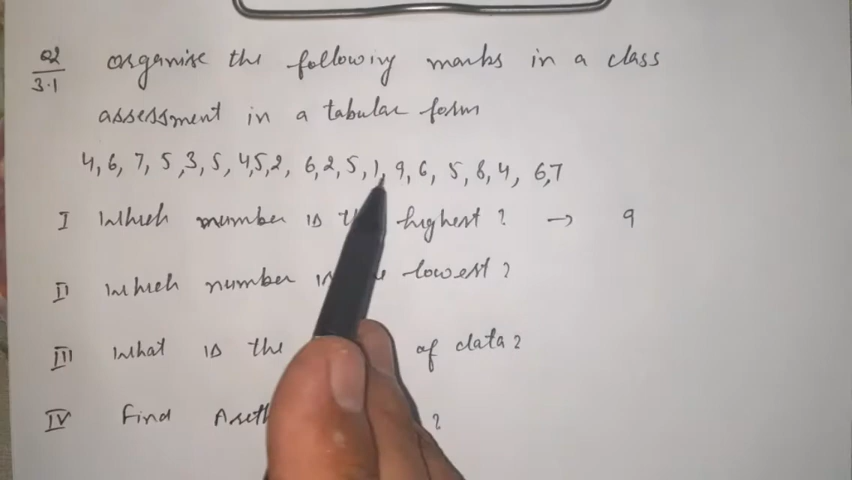 Q2
3.1
organise the following marks in a class
assessment in a tabular form
4, 6, 7, 5, 3, 5, 4, 5, 2, 6, 2, 5, 1, 9, 6, 5, 8, 4, 6, 7
I Which number is the highest? → 9
II Which number is lowest?
III What is the of data?
IV Find ?